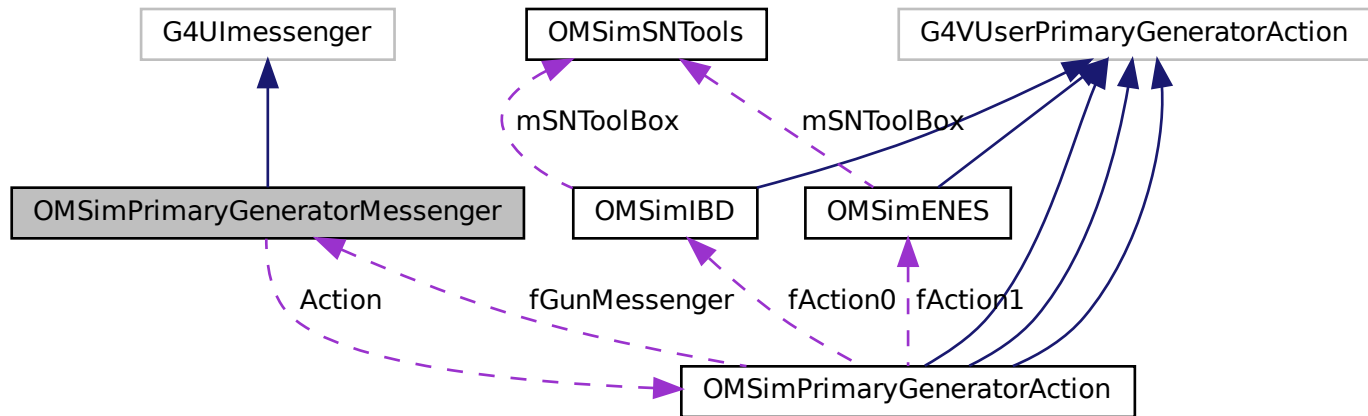 G4UImessenger
OMSimSNTools
G4VUserPrimaryGeneratorAction
mSNToolBox
mSNToolBox
OMSimPrimaryGeneratorMessenger
OMSimIBD
OMSimENES
Action
fGunMessenger
fAction0
fAction1
OMSimPrimaryGeneratorAction